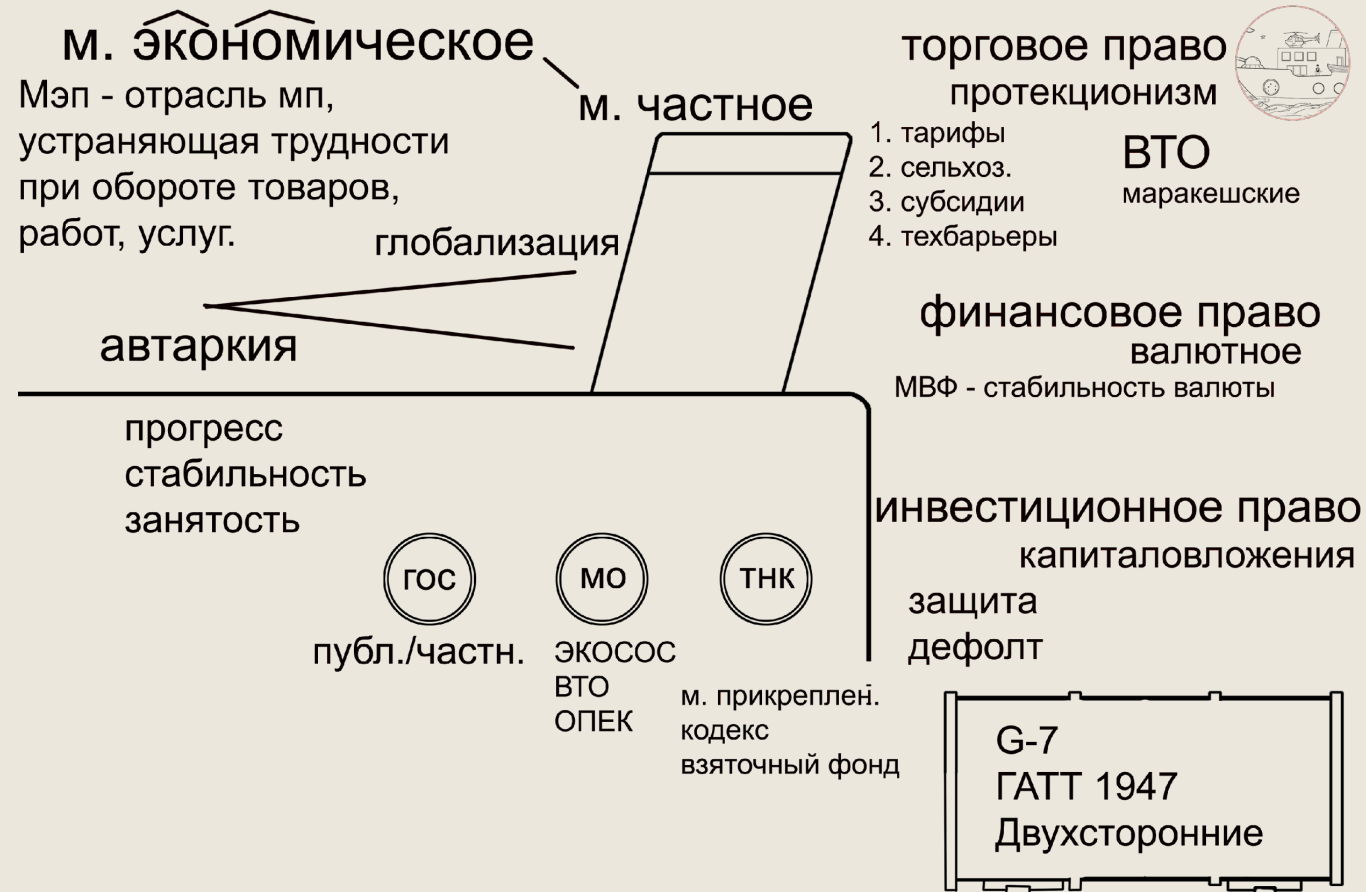 м. экономическое
м. частное
Мэп - отрасль мп,
устраняющая трудности
при обороте товаров,
работ, услуг.
глобализация
автаркия
прогресс
стабильность
занятость
гос
мо
тнк
публ./частн.
ЭКОСОС
ВТО
ОПЕК
м. прикреплен.
кодекс
взяточный фонд
торговое право
протекционизм
1. тарифы
2. сельхоз.
3. субсидии
4. техбарьеры
ВТО
маракешские
финансовое право
валютное
МВФ - стабильность валюты
инвестиционное право
капиталовложения
защита
дефолт
G-7
ГАТТ 1947
Двухсторонние